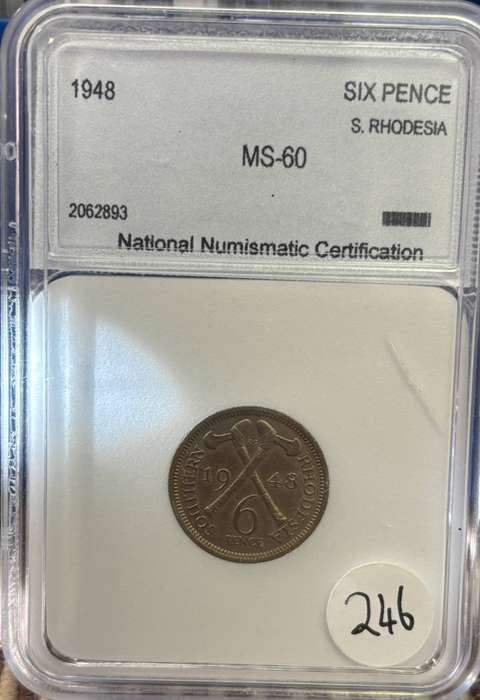 1948
SIX PENCE
S. RHODESIA
MS-60
2062893
National Numismatic Certification
SOUTHERN
RHODESIA
19 48
6
PENCE
246